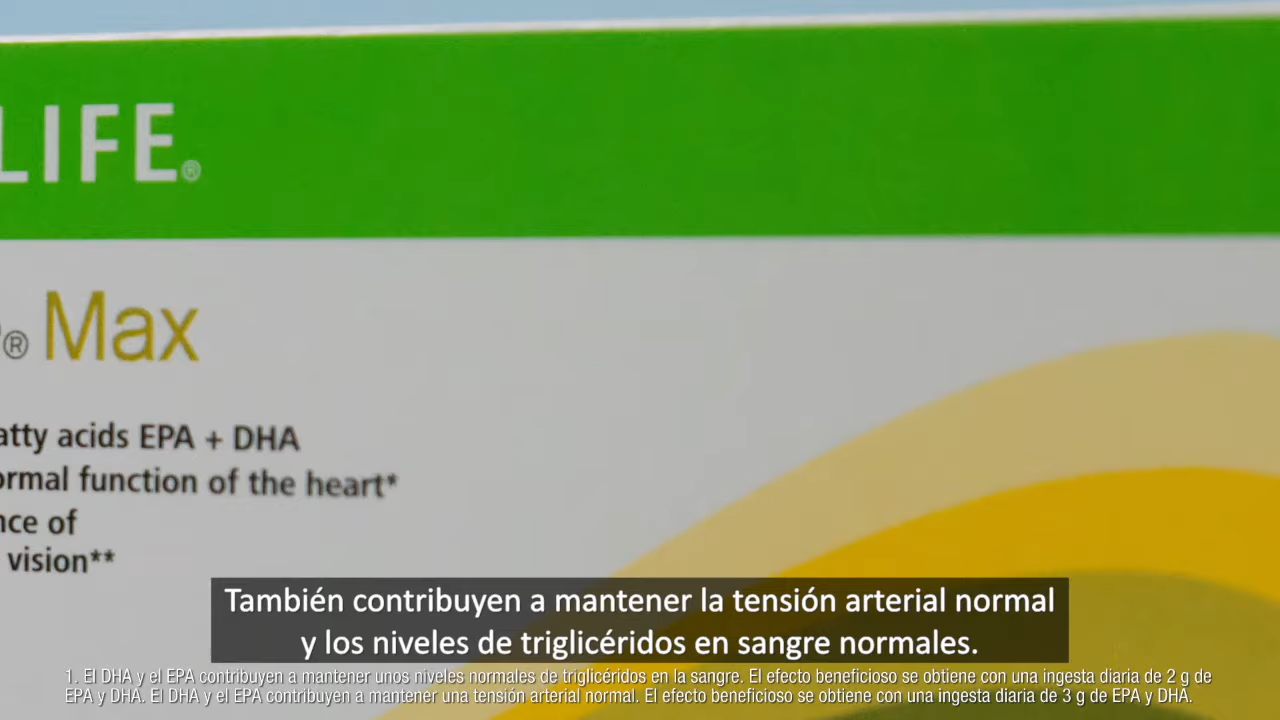 LIFE®
® Max
atty acids EPA + DHA
ormal function of the heart*
nce of
vision**
También contribuyen a mantener la tensión arterial normal
y los niveles de triglicéridos en sangre normales.
1. El DHA y el EPA contribuyen a mantener unos niveles normales de triglicéridos en la sangre. El efecto beneficioso se obtiene con una ingesta diaria de 2 g de
EPA y DHA. El DHA y el EPA contribuyen a mantener una tensión arterial normal. El efecto beneficioso se obtiene con una ingesta diaria de 3 g de EPA y DHA.